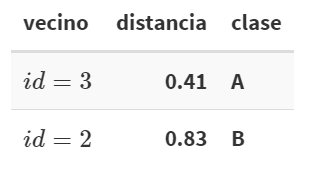 vecino distancia clase
id = 3 0.41 A
id = 2 0.83 B